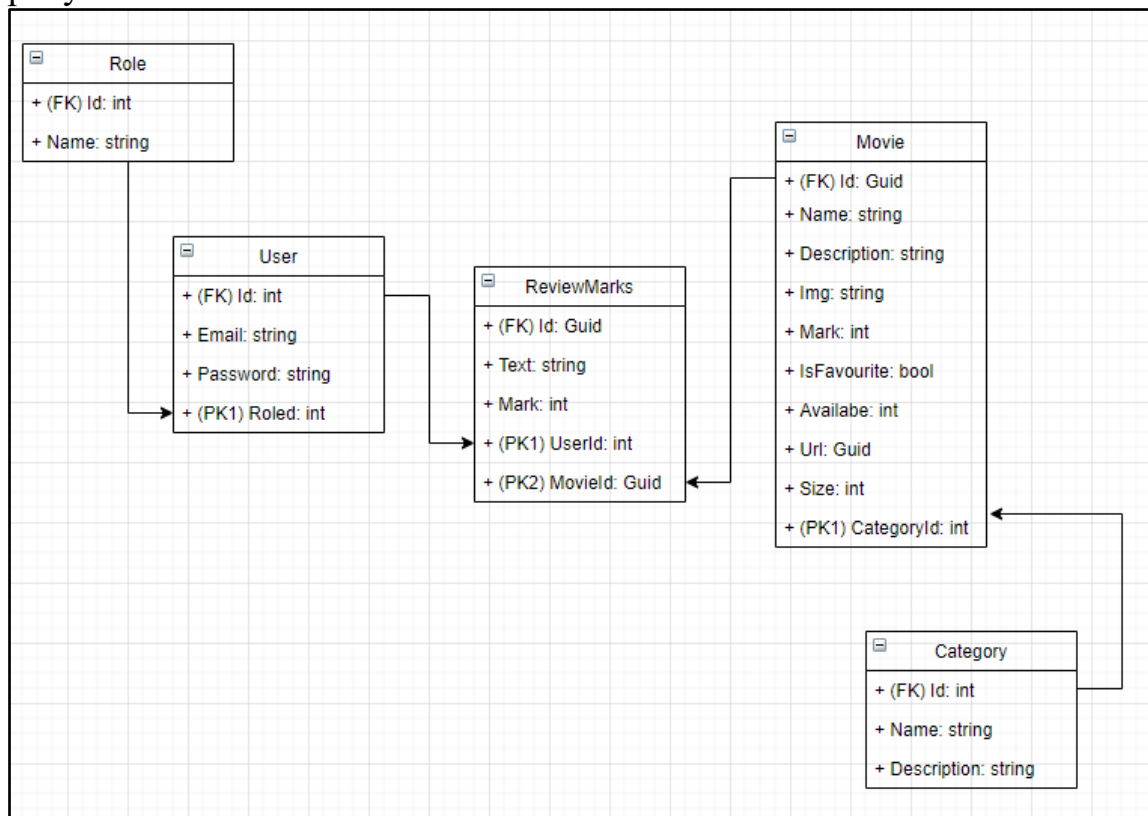 Role
+ (FK) Id: int
+ Name: string
User
+ (FK) Id: int
+ Email: string
+ Password: string
+ (PK1) Roled: int
ReviewMarks
+ (FK) Id: Guid
+ Text: string
+ Mark: int
+ (PK1) UserId: int
+ (PK2) MovieId: Guid
Movie
+ (FK) Id: Guid
+ Name: string
+ Description: string
+ Img: string
+ Mark: int
+ IsFavourite: bool
+ Availabe: int
+ Url: Guid
+ Size: int
+ (PK1) CategoryId: int
Category
+ (FK) Id: int
+ Name: string
+ Description: string